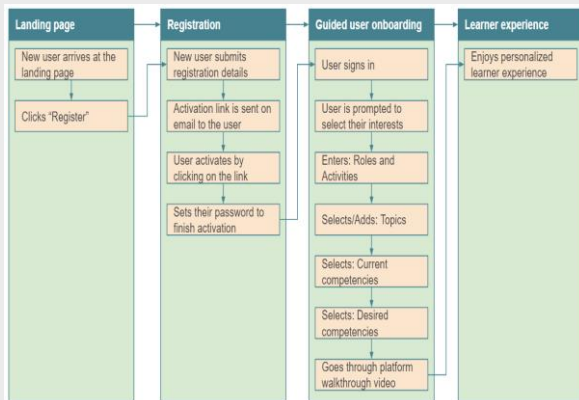 Landing page
New user arrives at the
landing page
Clicks "Register"
Registration
New user submits
registration details
Activation link is sent on
email to the user
User activates by
clicking on the link
Sets their password to
finish activation
Guided user onboarding
User signs in
User is prompted to
select their interests
Enters: Roles and
Activities
Selects/Adds: Topics
Selects: Current
competencies
Selects: Desired
competencies
Goes through platform
walkthrough video
Learner experience
Enjoys personalized
learner experience